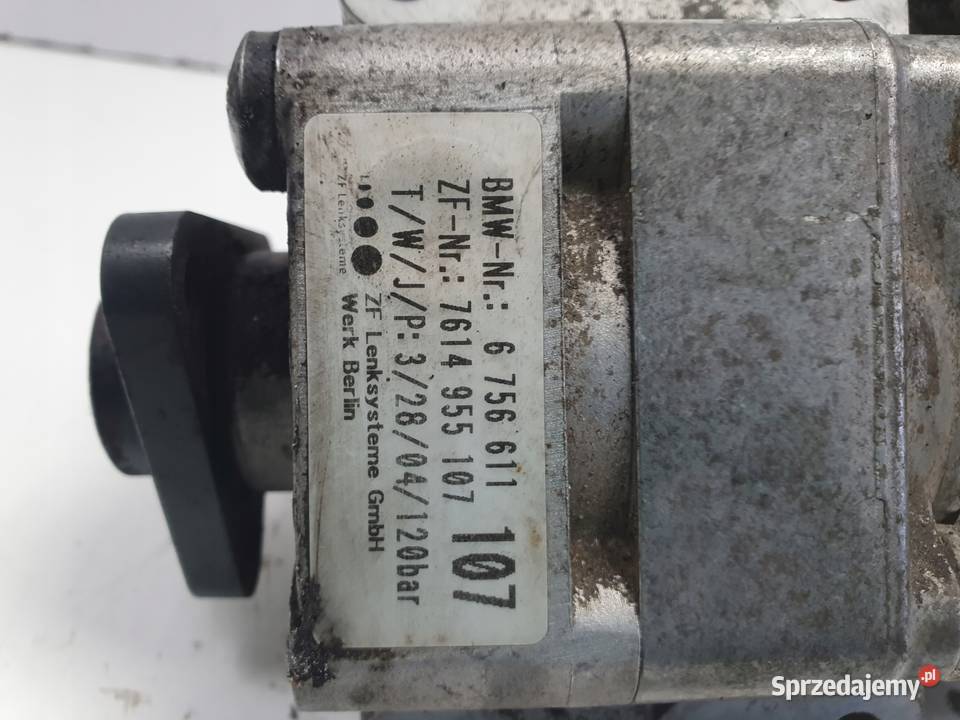 BMW-Nr.: 6 756 611
ZF-Nr.: 7614 955 107 107
T/W/J/P: 3/28/04/120bar
ZF Lenksysteme GmbH
Werk Berlin
ZF Lenksysteme
Sprzedajemy.pl